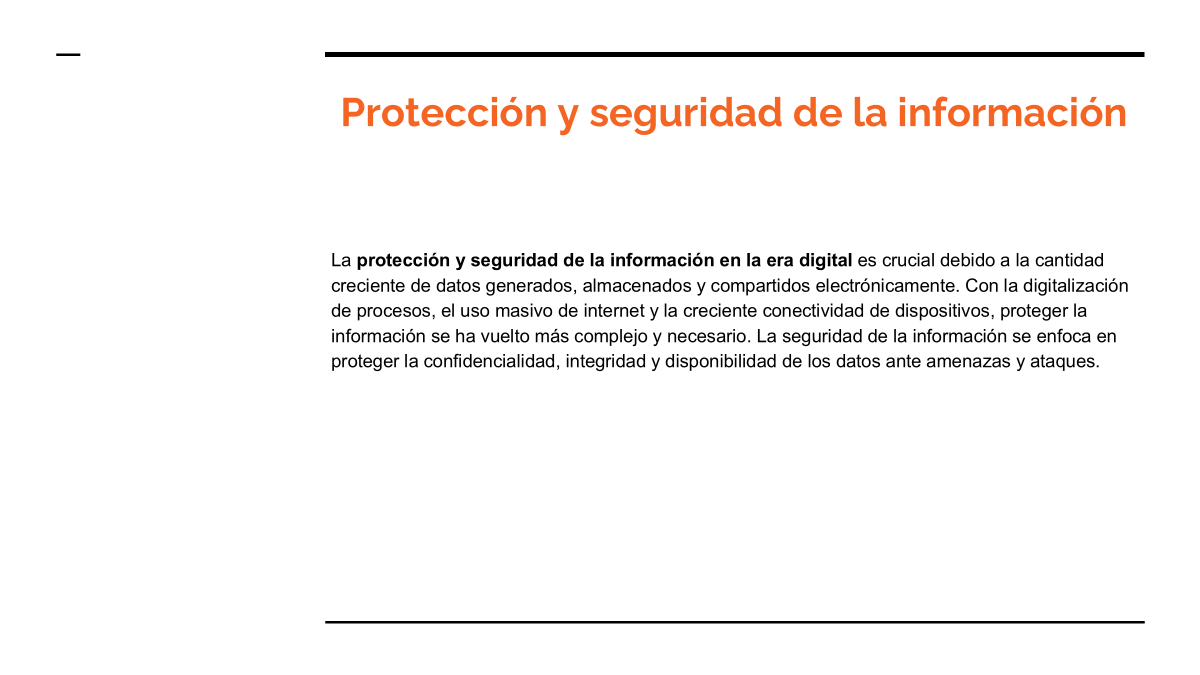 Protección y seguridad de la información
La protección y seguridad de la información en la era digital es crucial debido a la cantidad
creciente de datos generados, almacenados y compartidos electrónicamente. Con la digitalización
de procesos, el uso masivo de internet y la creciente conectividad de dispositivos, proteger la
información se ha vuelto más complejo y necesario. La seguridad de la información se enfoca en
proteger la confidencialidad, integridad y disponibilidad de los datos ante amenazas y ataques.